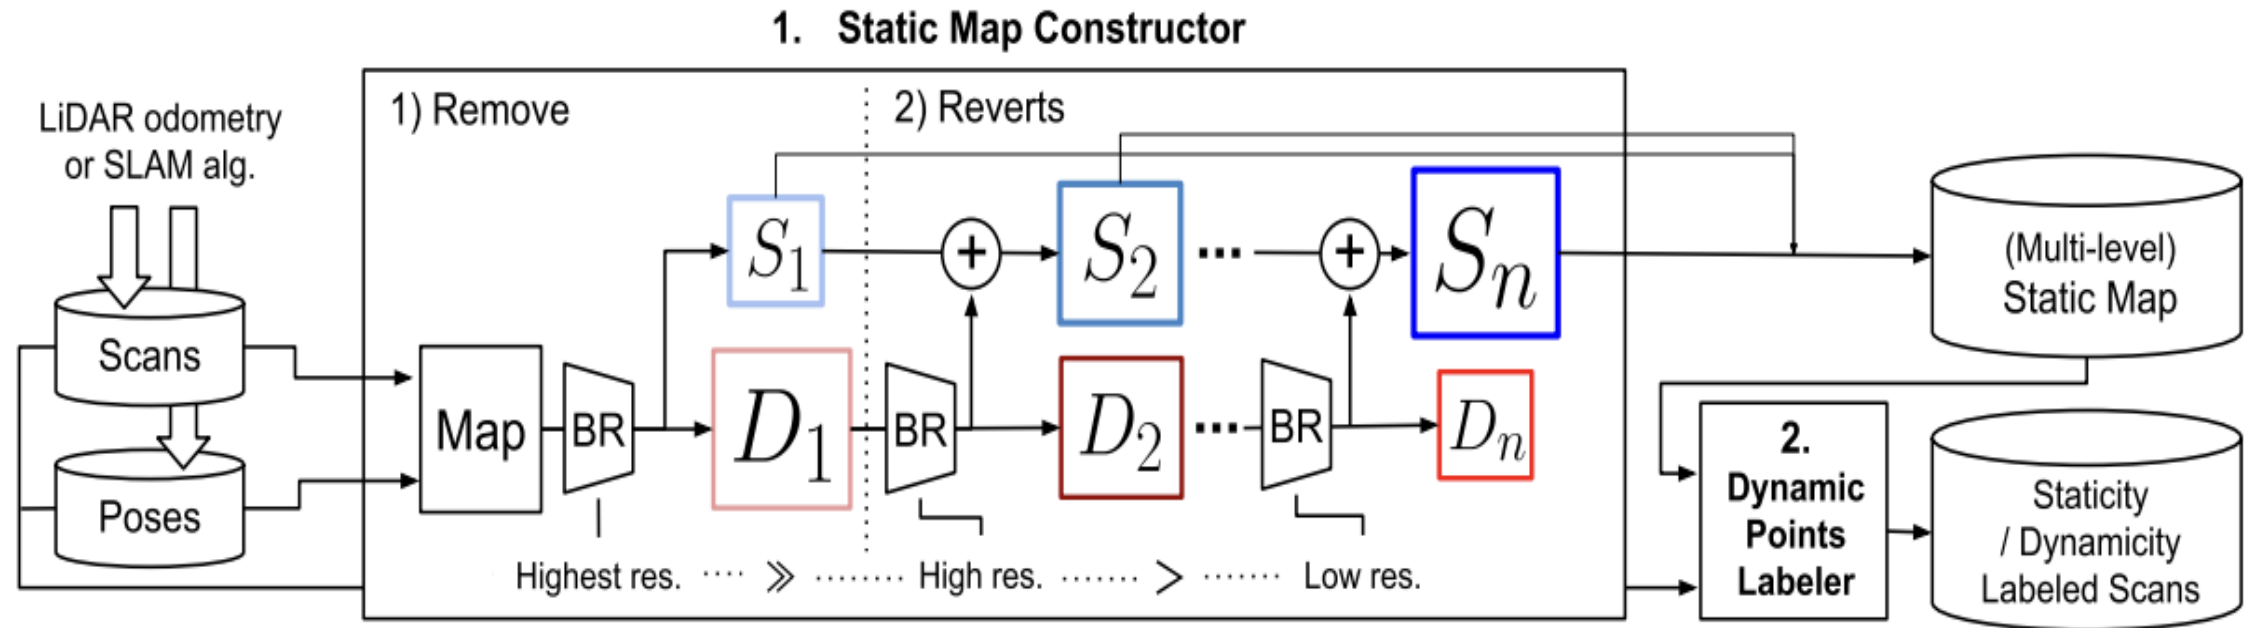 1. Static Map Constructor
LiDAR odometry
or SLAM alg.
1) Remove
2) Reverts
Scans
Poses
Map
BR
S₁
D₁
+
BR
S₂
D₂
...
...
+
BR
Sₙ
Dₙ
Highest res. ···· ≫ ········ High res. ······· > ······· Low res.
(Multi-level)
Static Map
2.
Dynamic
Points
Labeler
Staticity
/ Dynamicity
Labeled Scans